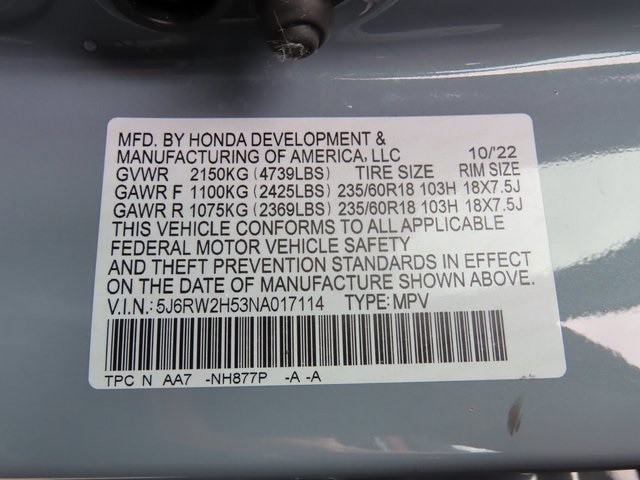 MFD. BY HONDA DEVELOPMENT &
MANUFACTURING OF AMERICA, LLC 10/'22
GVWR 2150KG (4739LBS) TIRE SIZE RIM SIZE
GAWR F 1100KG (2425LBS) 235/60R18 103H 18X7.5J
GAWR R 1075KG (2369LBS) 235/60R18 103H 18X7.5J
THIS VEHICLE CONFORMS TO ALL APPLICABLE
FEDERAL MOTOR VEHICLE SAFETY
AND THEFT PREVENTION STANDARDS IN EFFECT
ON THE DATE OF MANUFACTURE SHOWN ABOVE.
V.I.N.: 5J6RW2H53NA017114 TYPE: MPV
TPC N AA7 -NH877P -A -A